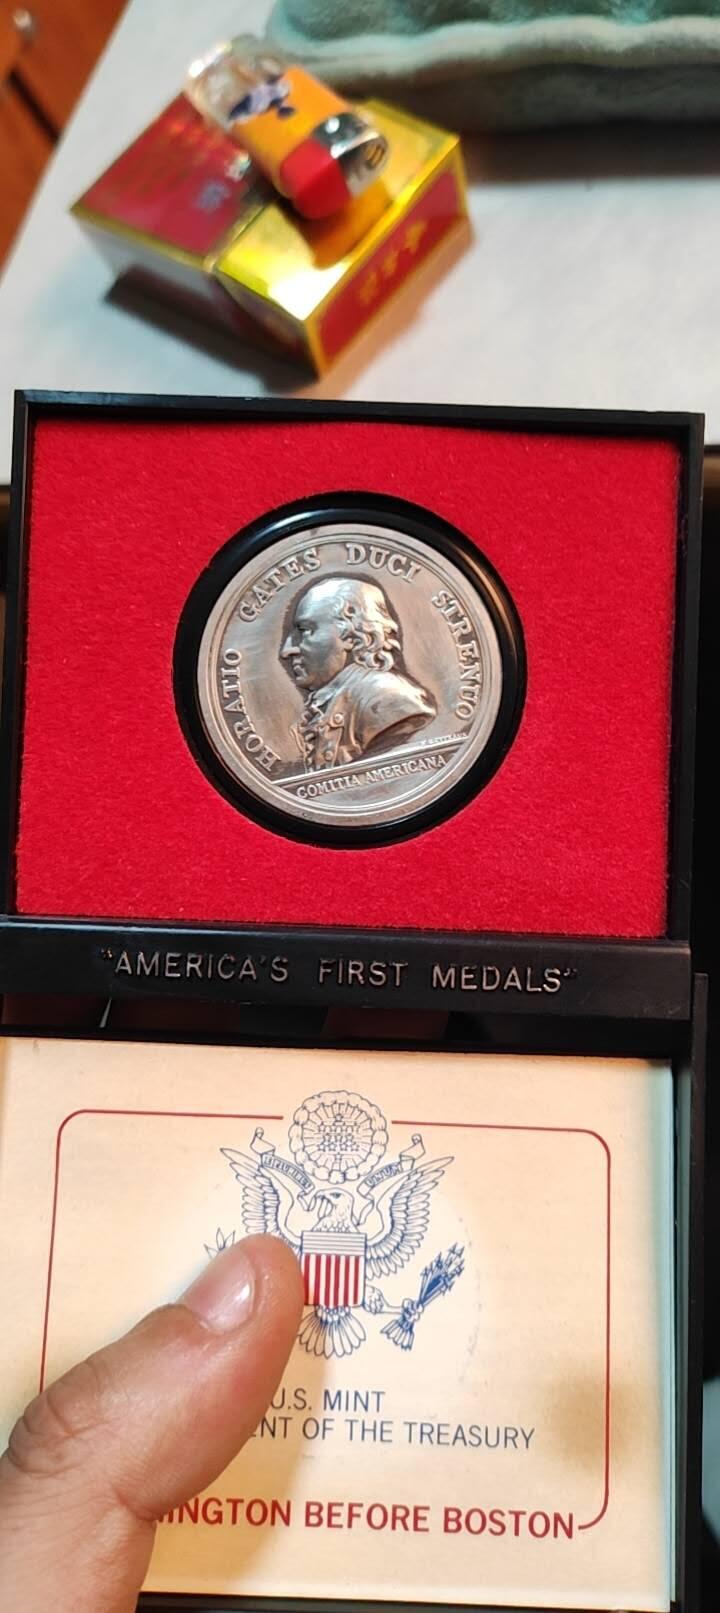 HORATIO GATES DUCI STRENUO
COMITIA AMERICANA
"AMERICA'S FIRST MEDALS"
U.S. MINT
ENT OF THE TREASURY
INGTON BEFORE BOSTON